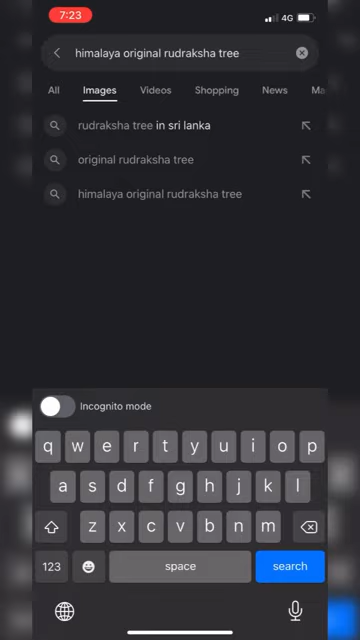 7:23
4G
himalaya original rudraksha tree
All Images Videos Shopping News Ma
rudraksha tree in sri lanka
original rudraksha tree
himalaya original rudraksha tree
Incognito mode
q w e r t y u i o p
a s d f g h j k l
z x c v b n m
123 space search